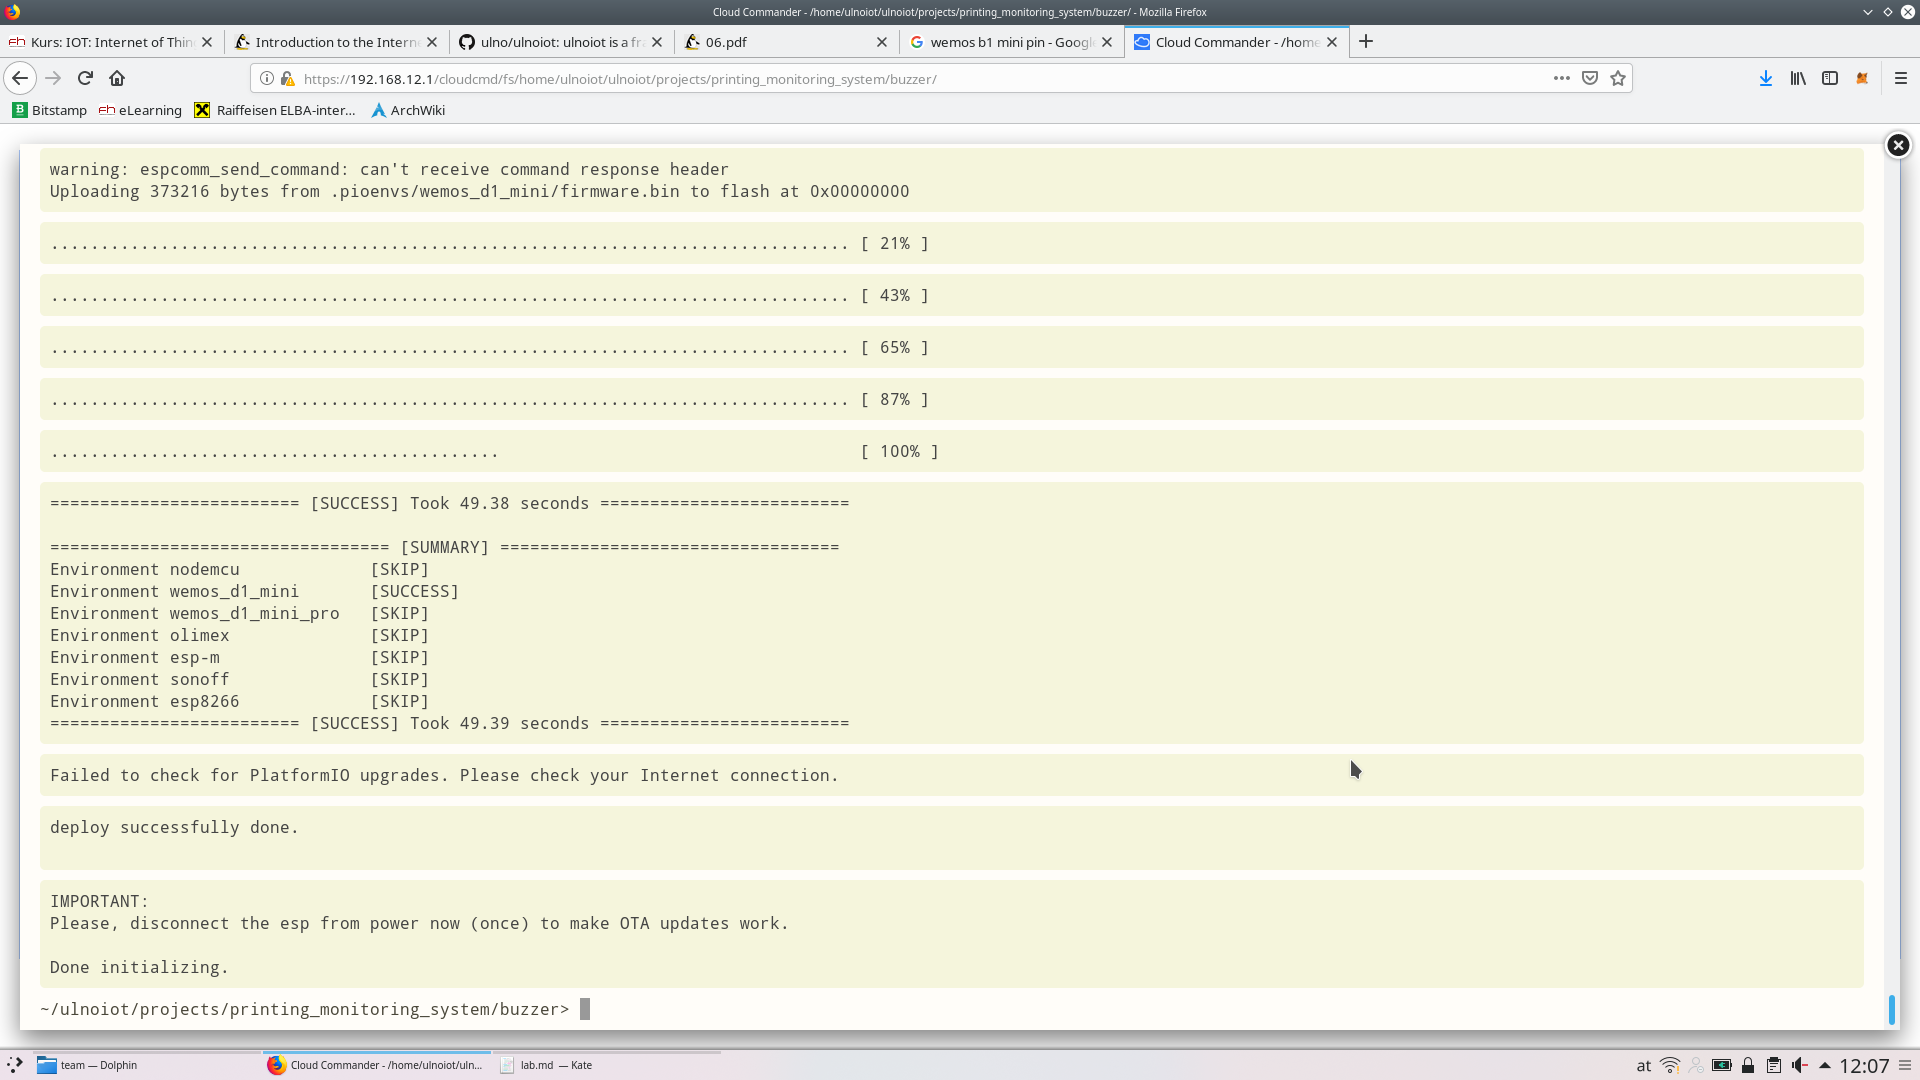 Cloud Commander - /home/ulnoiot/ulnoiot/projects/printing_monitoring_system/buzzer/ - Mozilla Firefox
eh Kurs: IOT: Internet of Thin
Introduction to the Intern
ulno/ulnoiot: ulnoiot is a fra
06.pdf
wemos b1 mini pin - Googl
Cloud Commander - /home
https://192.168.12.1/cloudcmd/fs/home/ulnoiot/ulnoiot/projects/printing_monitoring_system/buzzer/
Bitstamp
eh eLearning
Raiffeisen ELBA-inter...
ArchWiki
warning: espcomm_send_command: can't receive command response header
Uploading 373216 bytes from .pioenvs/wemos_d1_mini/firmware.bin to flash at 0x00000000
................................................................................ [ 21% ]
................................................................................ [ 43% ]
................................................................................ [ 65% ]
................................................................................ [ 87% ]
.............................................                                    [ 100% ]
========================= [SUCCESS] Took 49.38 seconds =========================
================================== [SUMMARY] ==================================
Environment nodemcu             [SKIP]
Environment wemos_d1_mini       [SUCCESS]
Environment wemos_d1_mini_pro   [SKIP]
Environment olimex              [SKIP]
Environment esp-m               [SKIP]
Environment sonoff              [SKIP]
Environment esp8266             [SKIP]
========================= [SUCCESS] Took 49.39 seconds =========================
Failed to check for PlatformIO upgrades. Please check your Internet connection.
deploy successfully done.
IMPORTANT:
Please, disconnect the esp from power now (once) to make OTA updates work.
Done initializing.
~/ulnoiot/projects/printing_monitoring_system/buzzer>
team — Dolphin
Cloud Commander - /home/ulnoiot/uln...
lab.md — Kate
at
12:07